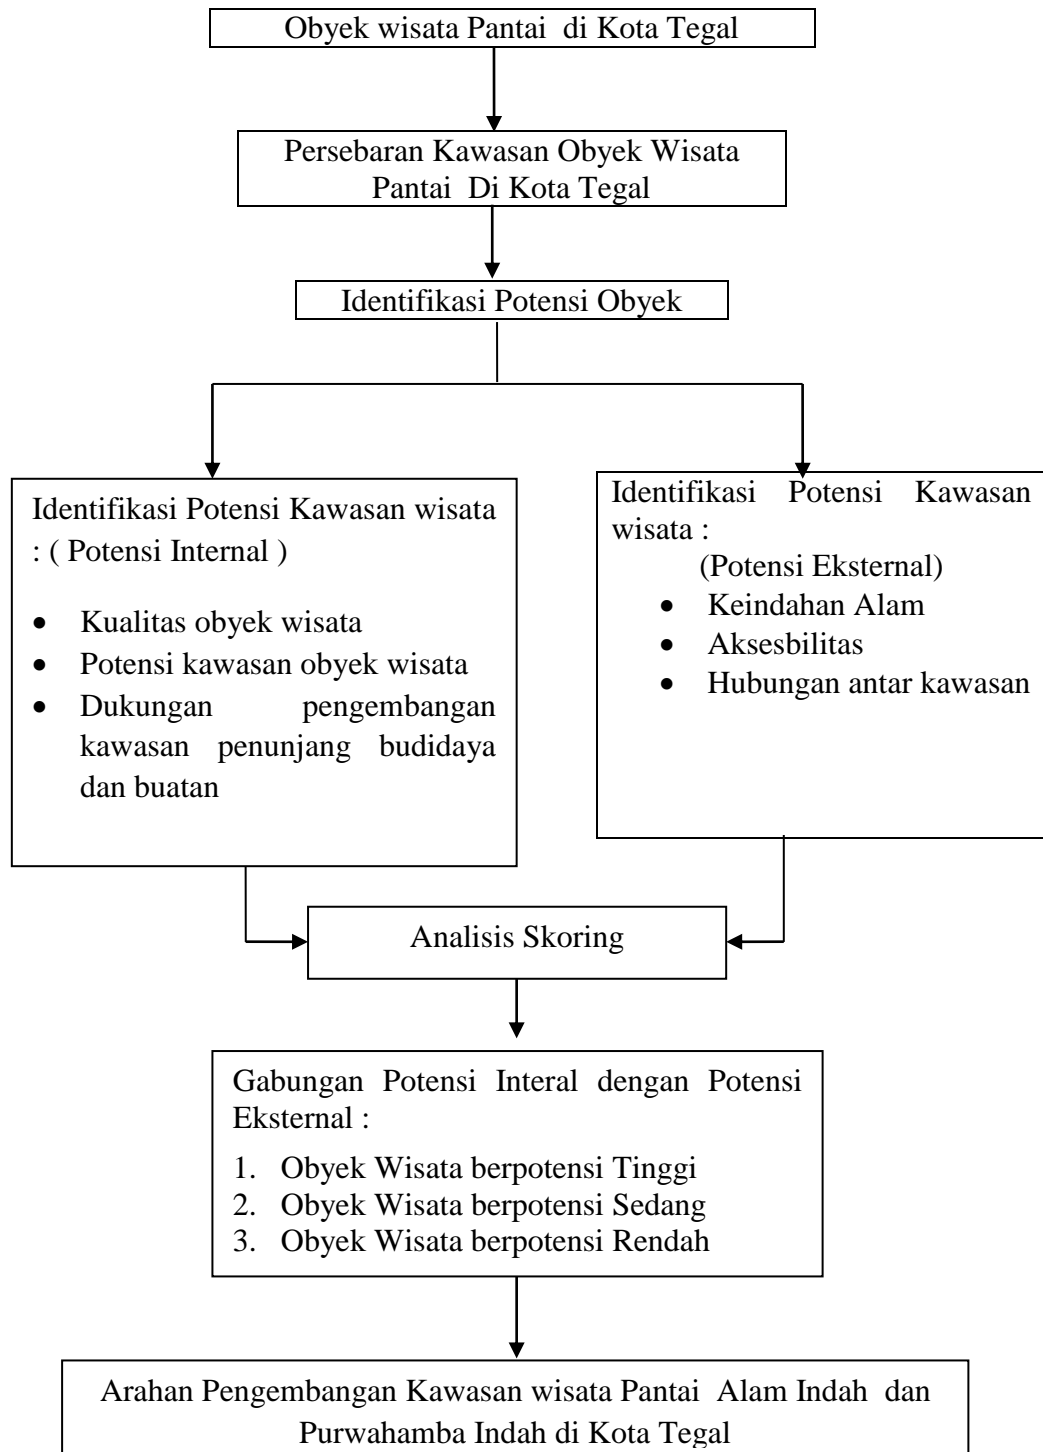 Obyek wisata Pantai di Kota Tegal
Persebaran Kawasan Obyek Wisata
Pantai Di Kota Tegal
Identifikasi Potensi Obyek
Identifikasi Potensi Kawasan wisata
: ( Potensi Internal )
• Kualitas obyek wisata
• Potensi kawasan obyek wisata
• Dukungan pengembangan
kawasan penunjang budidaya
dan buatan
Identifikasi Potensi Kawasan
wisata :
(Potensi Eksternal)
• Keindahan Alam
• Aksesbilitas
• Hubungan antar kawasan
Analisis Skoring
Gabungan Potensi Interal dengan Potensi
Eksternal :
1. Obyek Wisata berpotensi Tinggi
2. Obyek Wisata berpotensi Sedang
3. Obyek Wisata berpotensi Rendah
Arahan Pengembangan Kawasan wisata Pantai Alam Indah dan
Purwahamba Indah di Kota Tegal